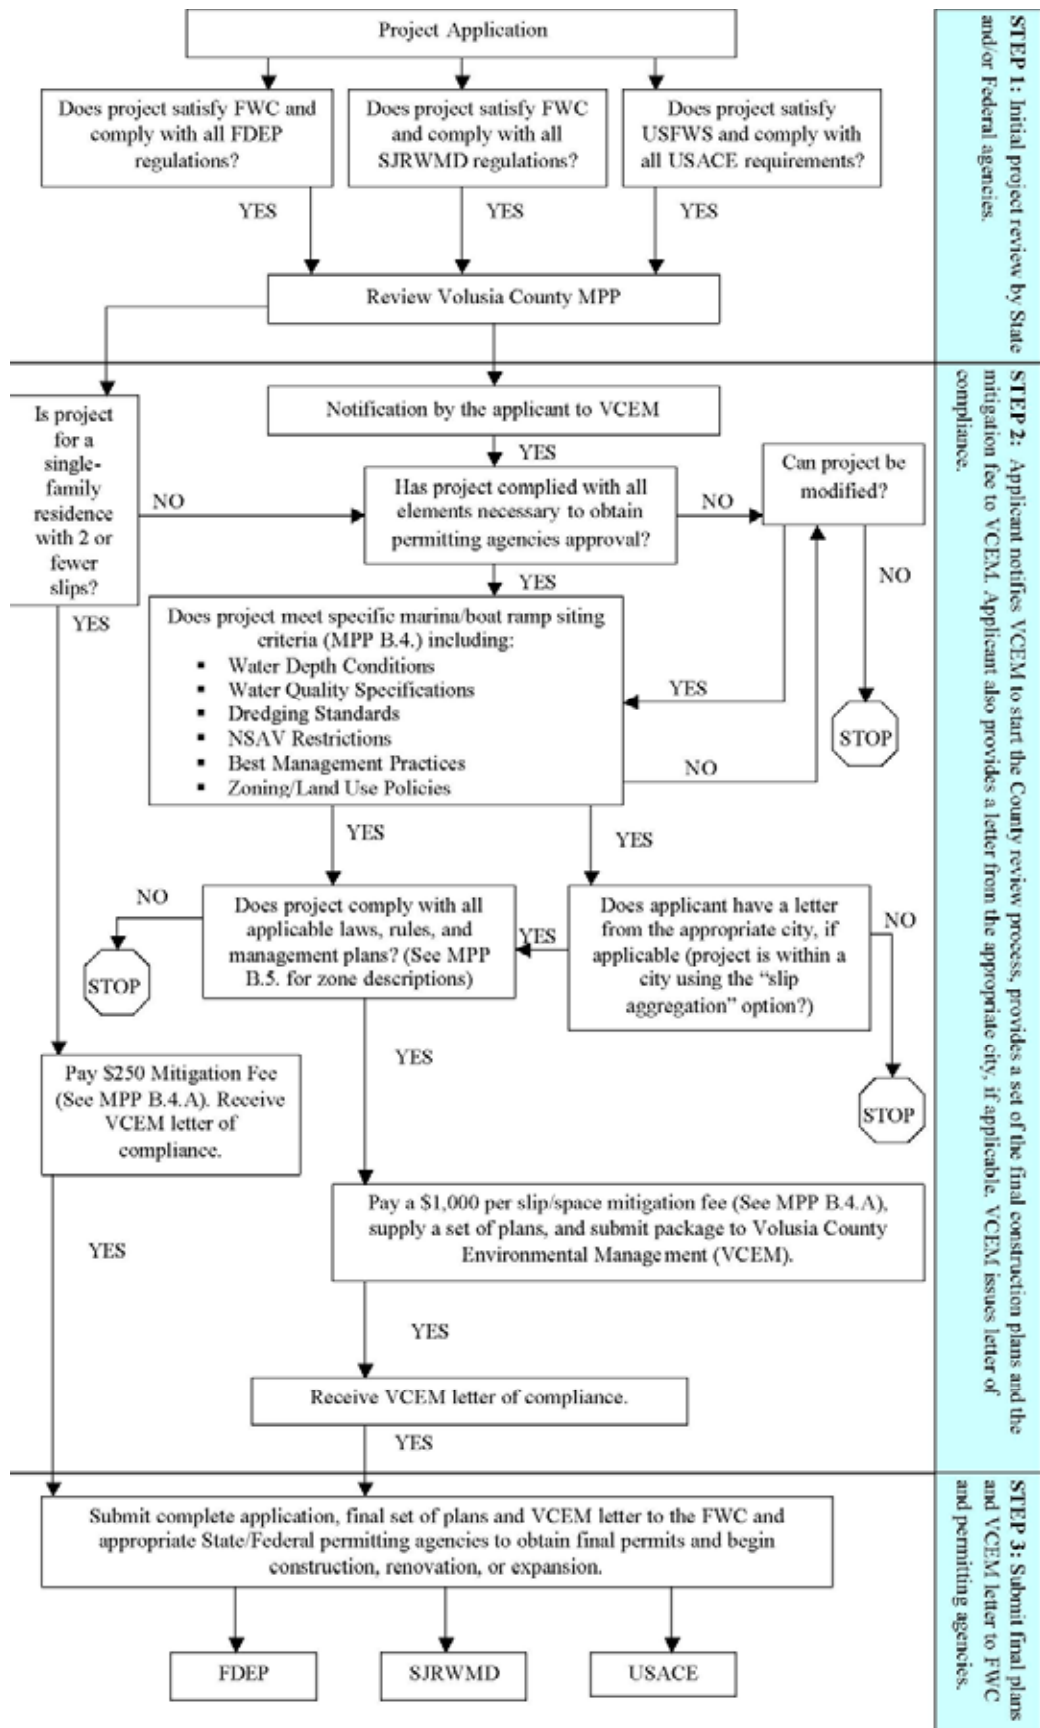 Project Application
Does project satisfy FWC and
comply with all FDEP
regulations?
Does project satisfy FWC
and comply with all
SJRWMD regulations?
Does project satisfy
USFWS and comply with
all USACE requirements?
YES
YES
YES
Review Volusia County MPP
STEP 1: Initial project review by State
and/or Federal agencies.
Notification by the applicant to VCEM
YES
Is project
for a
single-
family
residence
with 2 or
fewer
slips?
NO
Has project complied with all
elements necessary to obtain
permitting agencies approval?
NO
Can project be
modified?
YES
NO
YES
Does project meet specific marina/boat ramp siting
criteria (MPP B.4.) including:
▪ Water Depth Conditions
▪ Water Quality Specifications
▪ Dredging Standards
▪ NSAV Restrictions
▪ Best Management Practices
▪ Zoning/Land Use Policies
YES
NO
STOP
YES
YES
NO
Does project comply with all
applicable laws, rules, and
management plans? (See MPP
B.5. for zone descriptions)
YES
Does applicant have a letter
from the appropriate city, if
applicable (project is within a
city using the “slip
aggregation” option?)
NO
STOP
STOP
YES
Pay $250 Mitigation Fee
(See MPP B.4.A). Receive
VCEM letter of
compliance.
YES
Pay a $1,000 per slip/space mitigation fee (See MPP B.4.A),
supply a set of plans, and submit package to Volusia County
Environmental Management (VCEM).
YES
Receive VCEM letter of compliance.
YES
STEP 2: Applicant notifies VCEM to start the County review process, provides a set of the final construction plans and the
mitigation fee to VCEM. Applicant also provides a letter from the appropriate city, if applicable. VCEM issues letter of
compliance.
Submit complete application, final set of plans and VCEM letter to the FWC and
appropriate State/Federal permitting agencies to obtain final permits and begin
construction, renovation, or expansion.
FDEP
SJRWMD
USACE
STEP 3: Submit final plans
and VCEM letter to FWC
and permitting agencies.